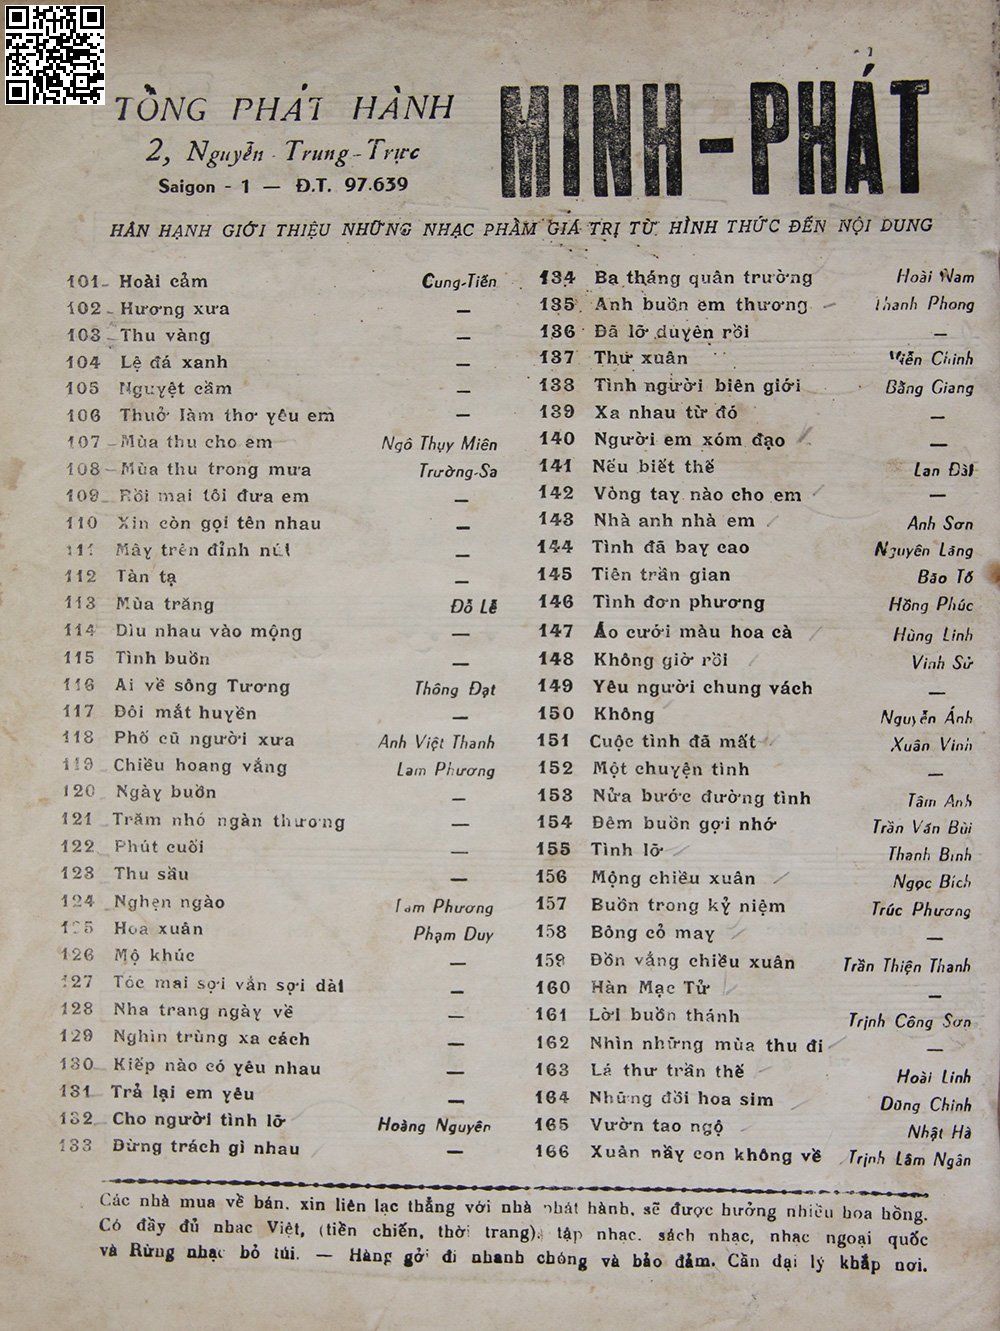 TỔNG PHÁT HÀNH
MINH-PHÁT
2, Nguyễn-Trung-Trực
Saigon - 1 — Đ.T. 97.639
HÂN HẠNH GIỚI THIỆU NHỮNG NHẠC PHẨM GIÁ TRỊ TỪ HÌNH THỨC ĐẾN NỘI DUNG
101- Hoài cảm Cung-Tiến
102- Hương xưa —
103- Thu vàng —
104 Lệ đá xanh —
105 Nguyệt cầm —
106 Thuở làm thơ yêu em —
107-Mùa thu cho em Ngô Thụy Miên
108-Mùa thu trong mưa Trường-Sa
109- Rồi mai tôi đưa em —
110 Xin còn gọi tên nhau —
111 Mây trên đỉnh núi —
112 Tàn tạ —
113 Mùa trăng Đỗ Lễ
114 Dìu nhau vào mộng —
115 Tình buồn —
116 Ai về sông Tương Thông Đạt
117 Đôi mắt huyền —
118 Phố cũ người xưa Anh Việt Thanh
119 Chiều hoang vắng Lam Phương
120 Ngày buồn —
121 Trăm nhớ ngàn thương —
122 Phút cuối —
123 Thu sầu —
124 Nghẹn ngào Lam Phương
125 Hoa xuân Phạm Duy
126 Mộ khúc —
127 Tóc mai sợi vắn sợi dài —
128 Nha trang ngày về —
129 Nghìn trùng xa cách —
130 Kiếp nào có yêu nhau —
131 Trả lại em yêu —
132 Cho người tình lỡ Hoàng Nguyên
133 Đừng trách gì nhau —
134 Ba tháng quân trường Hoài Nam
135 Anh buồn em thương Thanh Phong
136 Đã lỡ duyên rồi —
137 Thư xuân Viễn Chinh
138 Tình người biên giới Bằng Giang
139 Xa nhau từ đó —
140 Người em xóm đạo —
141 Nếu biết thế Lan Đài
142 Vòng tay nào cho em —
143 Nhà anh nhà em Anh Sơn
144 Tình đã bay cao Nguyên Lãng
145 Tiên trần gian Bão Tố
146 Tình đơn phương Hồng Phúc
147 Áo cưới màu hoa cà Hùng Linh
148 Không giờ rồi Vinh Sử
149 Yêu người chung vách —
150 Không Nguyễn Ánh
151 Cuộc tình đã mất Xuân Vinh
152 Một chuyện tình —
153 Nửa bước đường tình Tâm Anh
154 Đêm buồn gợi nhớ Trần Văn Bùi
155 Tình lỡ Thanh Bình
156 Mộng chiều xuân Ngọc Bích
157 Buồn trong kỷ niệm Trúc Phương
158 Bông cỏ may —
159 Đồn vắng chiều xuân Trần Thiện Thanh
160 Hàn Mạc Tử —
161 Lời buồn thánh Trịnh Công Sơn
162 Nhìn những mùa thu đi —
163 Lá thư trần thế Hoài Linh
164 Những đồi hoa sim Dũng Chinh
165 Vườn tao ngộ Nhật Hà
166 Xuân nầy con không về Trịnh Lâm Ngân
Các nhà mua về bán, xin liên lạc thẳng với nhà phát hành, sẽ được hưởng nhiều hoa hồng.
Có đầy đủ nhạc Việt, (tiền chiến, thời trang), tập nhạc. sách nhạc, nhạc ngoại quốc
và Rừng nhạc bỏ túi. — Hàng gởi đi nhanh chóng và bảo đảm. Cần đại lý khắp nơi.